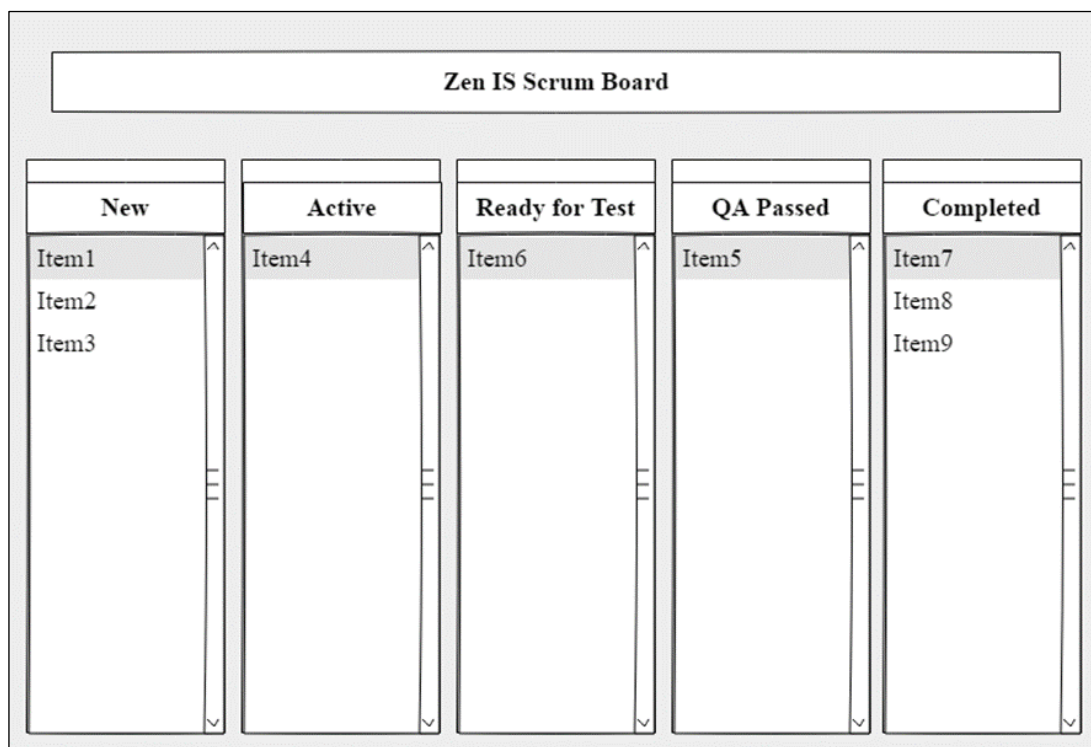 Zen IS Scrum Board
New
Item1
Item2
Item3
Active
Item4
Ready for Test
Item6
QA Passed
Item5
Completed
Item7
Item8
Item9